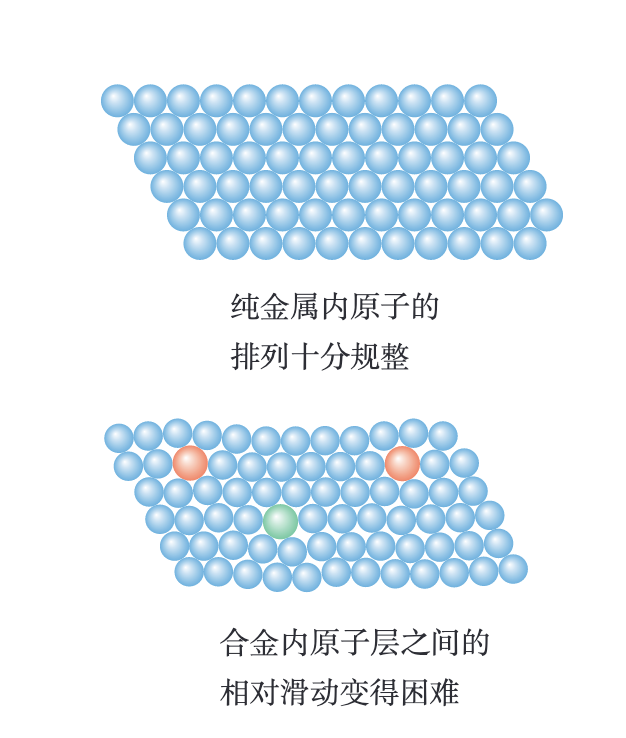 纯金属内原子的
排列十分规整
合金内原子层之间的
相对滑动变得困难